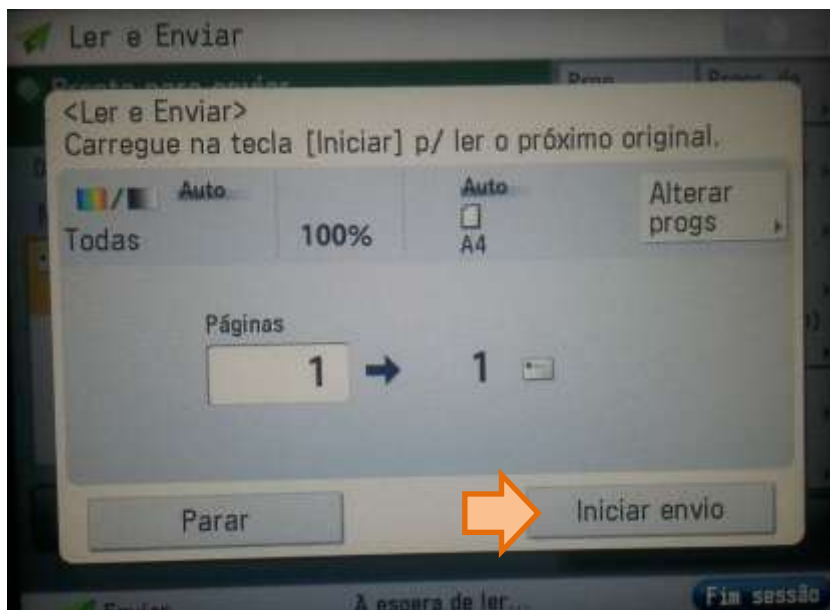 Ler e Enviar
<Ler e Enviar>
Carregue na tecla [Iniciar] p/ ler o próximo original.
Auto
Todas
100%
Auto
A4
Alterar
progs
Páginas
1 → 1
Parar
Iniciar envio
Enviar
À espera de ler...
Fim sessão